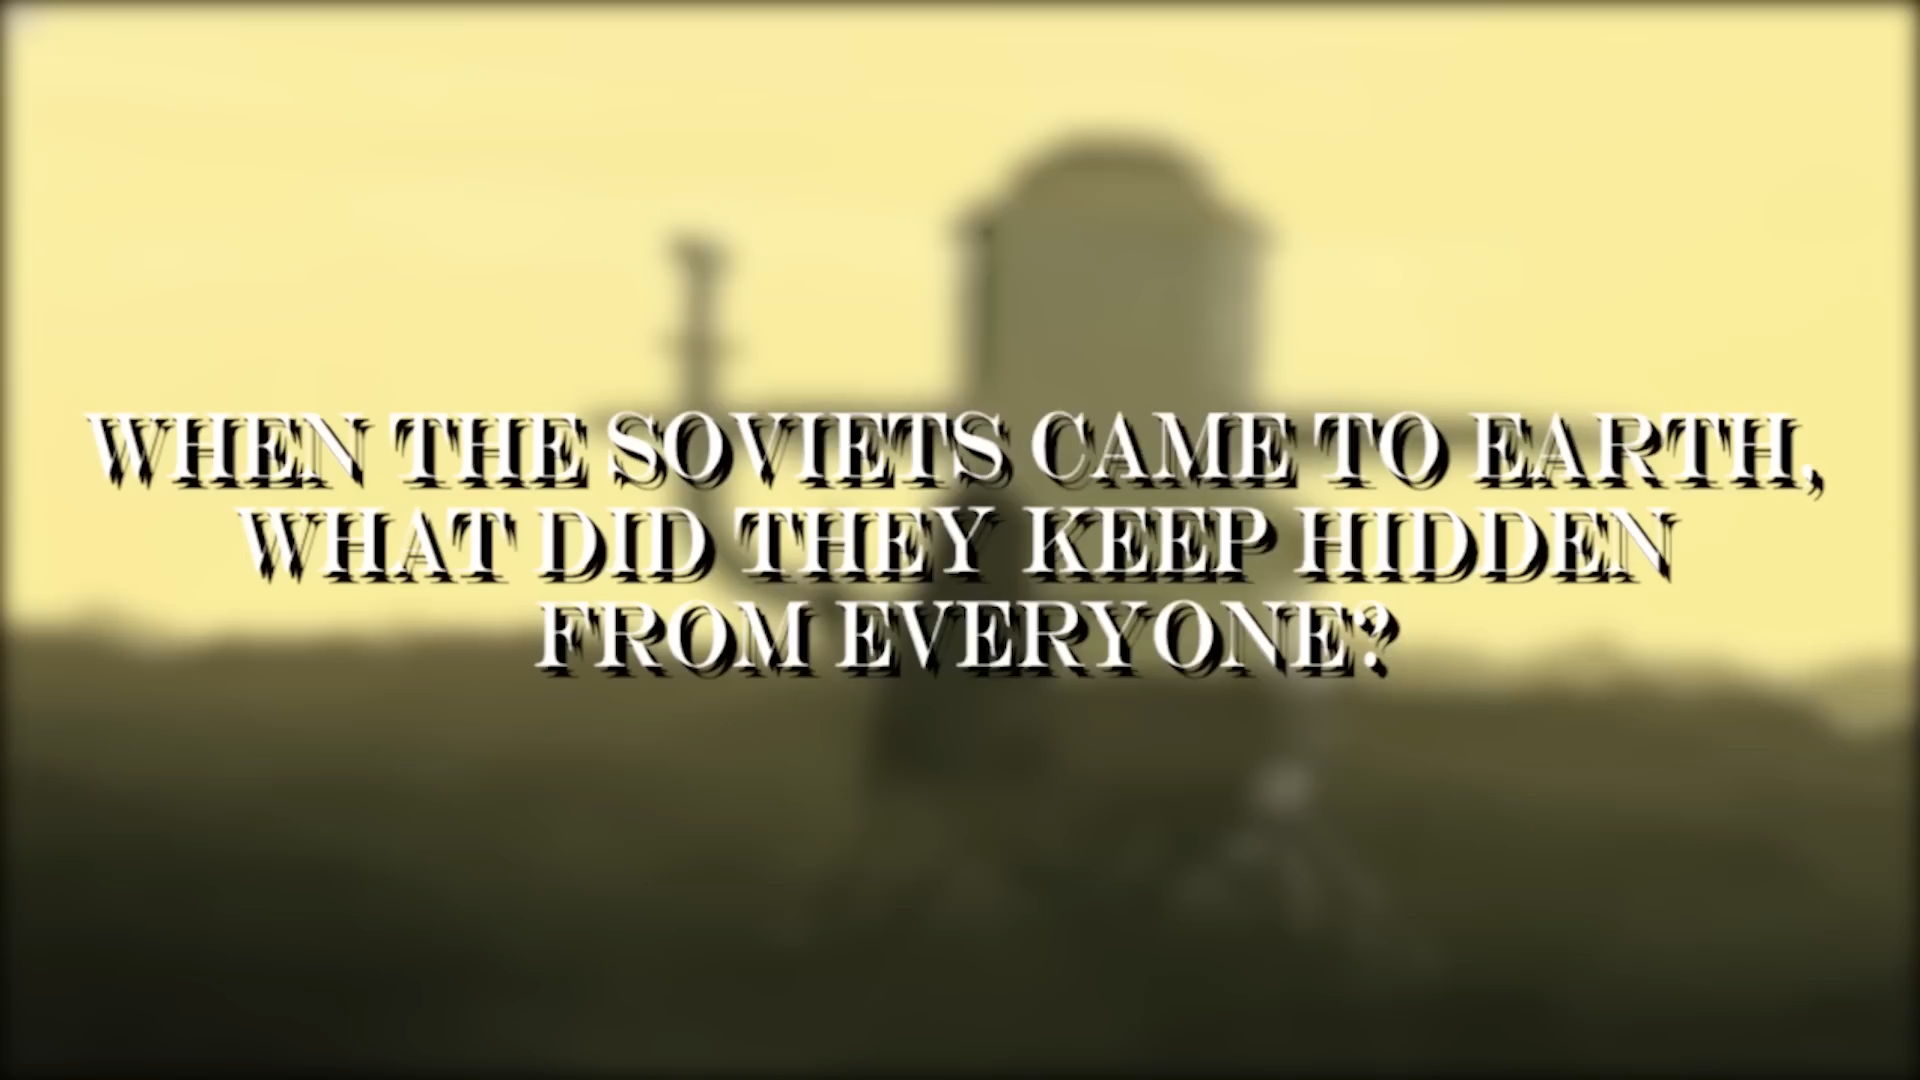 WHEN THE SOVIETS CAME TO EARTH,
WHAT DID THEY KEEP HIDDEN
FROM EVERYONE?